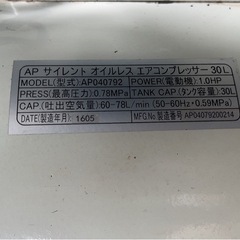 AP サイレント オイルレス エアコンプレッサー 30L
MODEL(型式) AP040792 POWER(電動機) 1.0HP
PRESS(最高圧力) 0.78MPa TANK CAP.(タンク容量) 30L
CAP.(吐出空気量) 60-78L/min (50-60Hz・0.59MPa)
DATE(製造年月) 1605 MFG.No 製造番号 AP04079200214